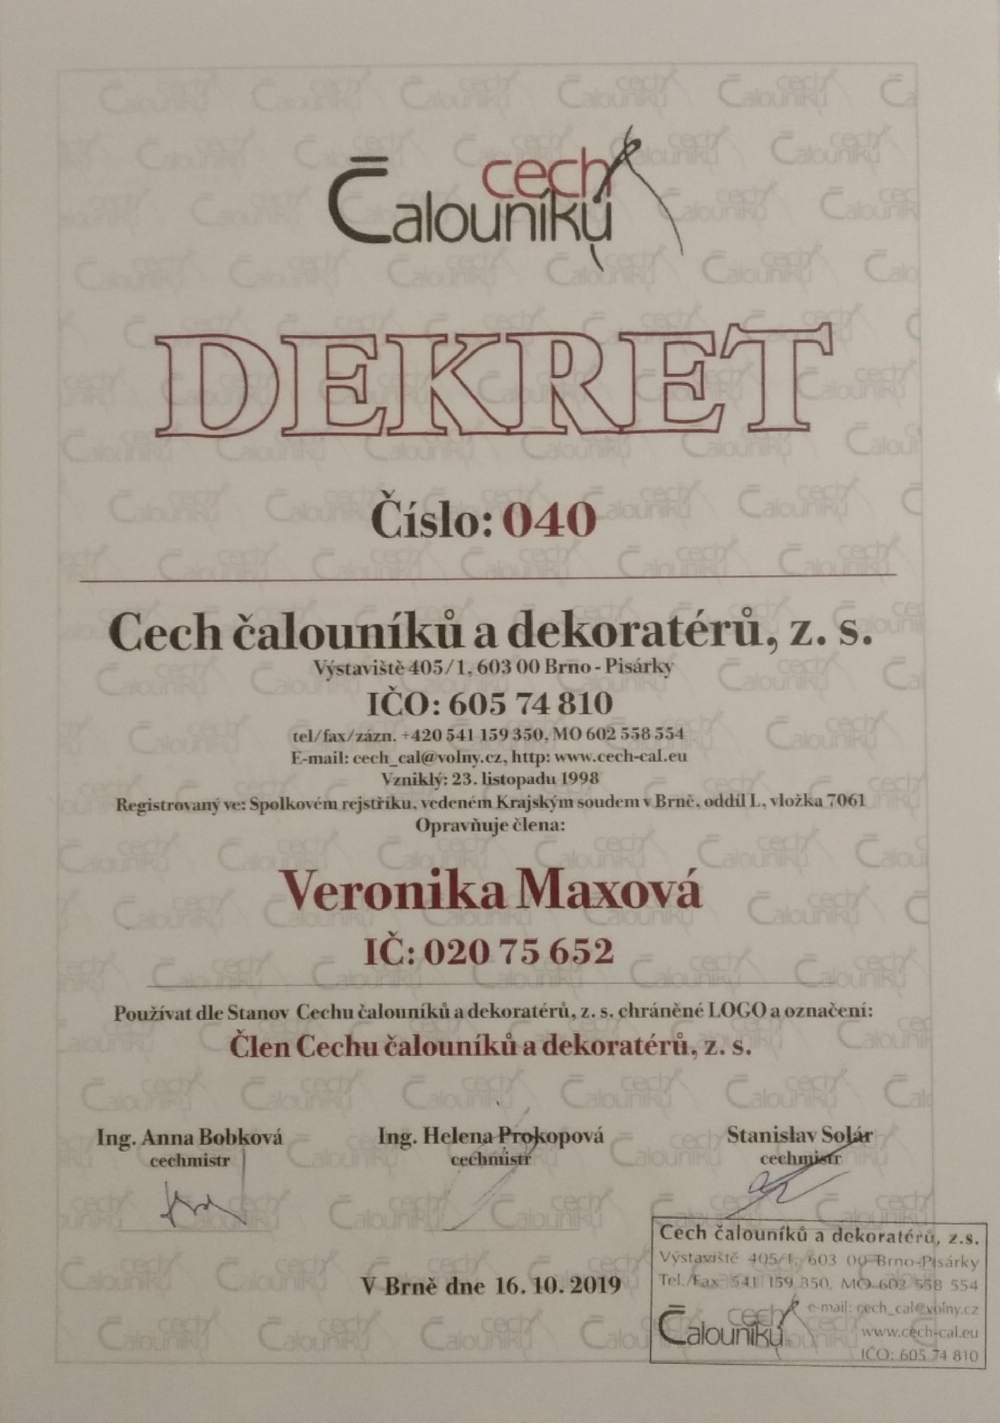 cech
Čalouníků
DEKRET
Číslo: 040
Cech čalouníků a dekoratérů, z. s.
Výstaviště 405/1, 603 00 Brno - Pisárky
IČO: 605 74 810
tel/fax/zázn. +420 541 159 350, MO 602 558 554
E-mail: cech_cal@volny.cz, http: www.cech-cal.eu
Vzniklý: 23. listopadu 1998
Registrovaný ve: Spolkovém rejstříku, vedeném Krajským soudem v Brně, oddíl L, vložka 7061
Opravňuje člena:
Veronika Maxová
IČ: 020 75 652
Používat dle Stanov Cechu čalouníků a dekoratérů, z. s. chráněné LOGO a označení:
Člen Cechu čalouníků a dekoratérů, z. s.
Ing. Anna Bobková
cechmistr
Ing. Helena Prokopová
cechmistr
Stanislav Solár
cechmistr
V Brně dne 16. 10. 2019
Cech čalouníků a dekoratérů, z.s.
Výstaviště 405/1, 603 00 Brno-Pisárky
Tel./Fax 541 159 350, MO 602 558 554
e-mail: cech_cal@volny.cz
cech
Čalouníků
www.cech-cal.eu
IČO: 605 74 810